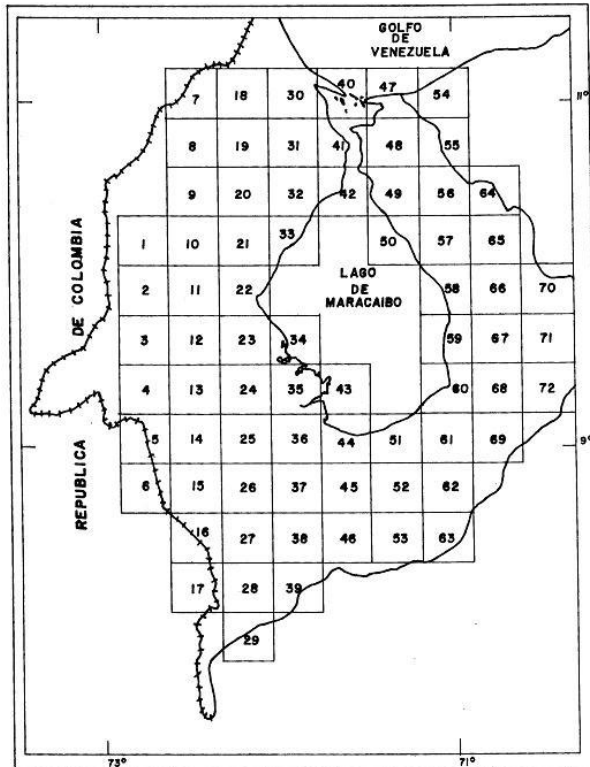 GOLFO
DE
VENEZUELA
7 18 30 40 47 54 11°
8 19 31 41 48 55
9 20 32 42 49 56 64
1 10 21 33 50 57 65
DE COLOMBIA
LAGO
DE
MARACAIBO
2 11 22 58 66 70
3 12 23 34 59 67 71
4 13 24 35 43 60 68 72
REPUBLICA
5 14 25 36 44 51 61 69 9°
6 15 26 37 45 52 62
16 27 38 46 53 63
17 28 39
29
73° 71°